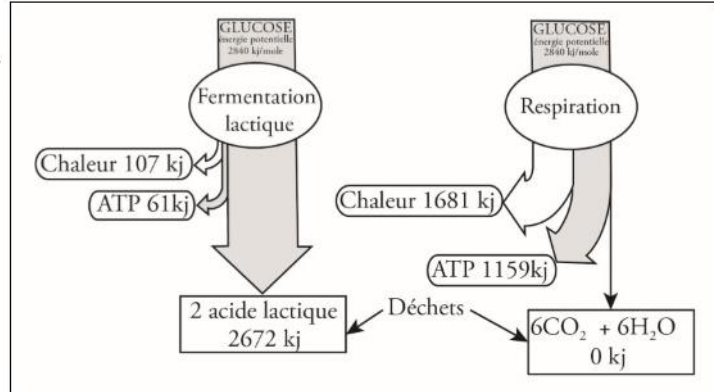 GLUCOSE
énergie potentielle
2840 kj/mole
Fermentation
lactique
Chaleur 107 kj
ATP 61kj
2 acide lactique
2672 kj
GLUCOSE
énergie potentielle
2840 kj/mole
Respiration
Chaleur 1681 kj
ATP 1159kj
Déchets
6CO₂ + 6H₂O
0 kj